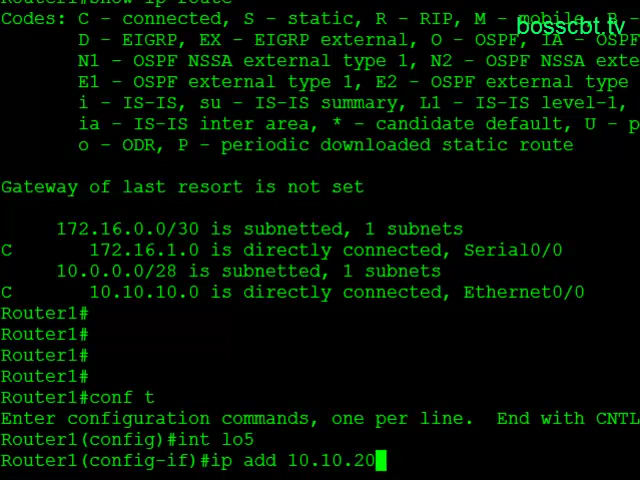 Router1#show ip route
Codes: C - connected, S - static, R - RIP, M - mobile, B -
bosscbt.tv
D - EIGRP, EX - EIGRP external, O - OSPF, IA - OSPF
N1 - OSPF NSSA external type 1, N2 - OSPF NSSA exte
E1 - OSPF external type 1, E2 - OSPF external type
i - IS-IS, su - IS-IS summary, L1 - IS-IS level-1,
ia - IS-IS inter area, * - candidate default, U - p
o - ODR, P - periodic downloaded static route
Gateway of last resort is not set
172.16.0.0/30 is subnetted, 1 subnets
C 172.16.1.0 is directly connected, Serial0/0
10.0.0.0/28 is subnetted, 1 subnets
C 10.10.10.0 is directly connected, Ethernet0/0
Router1#
Router1#
Router1#
Router1#
Router1#conf t
Enter configuration commands, one per line.  End with CNTL
Router1(config)#int lo5
Router1(config-if)#ip add 10.10.20